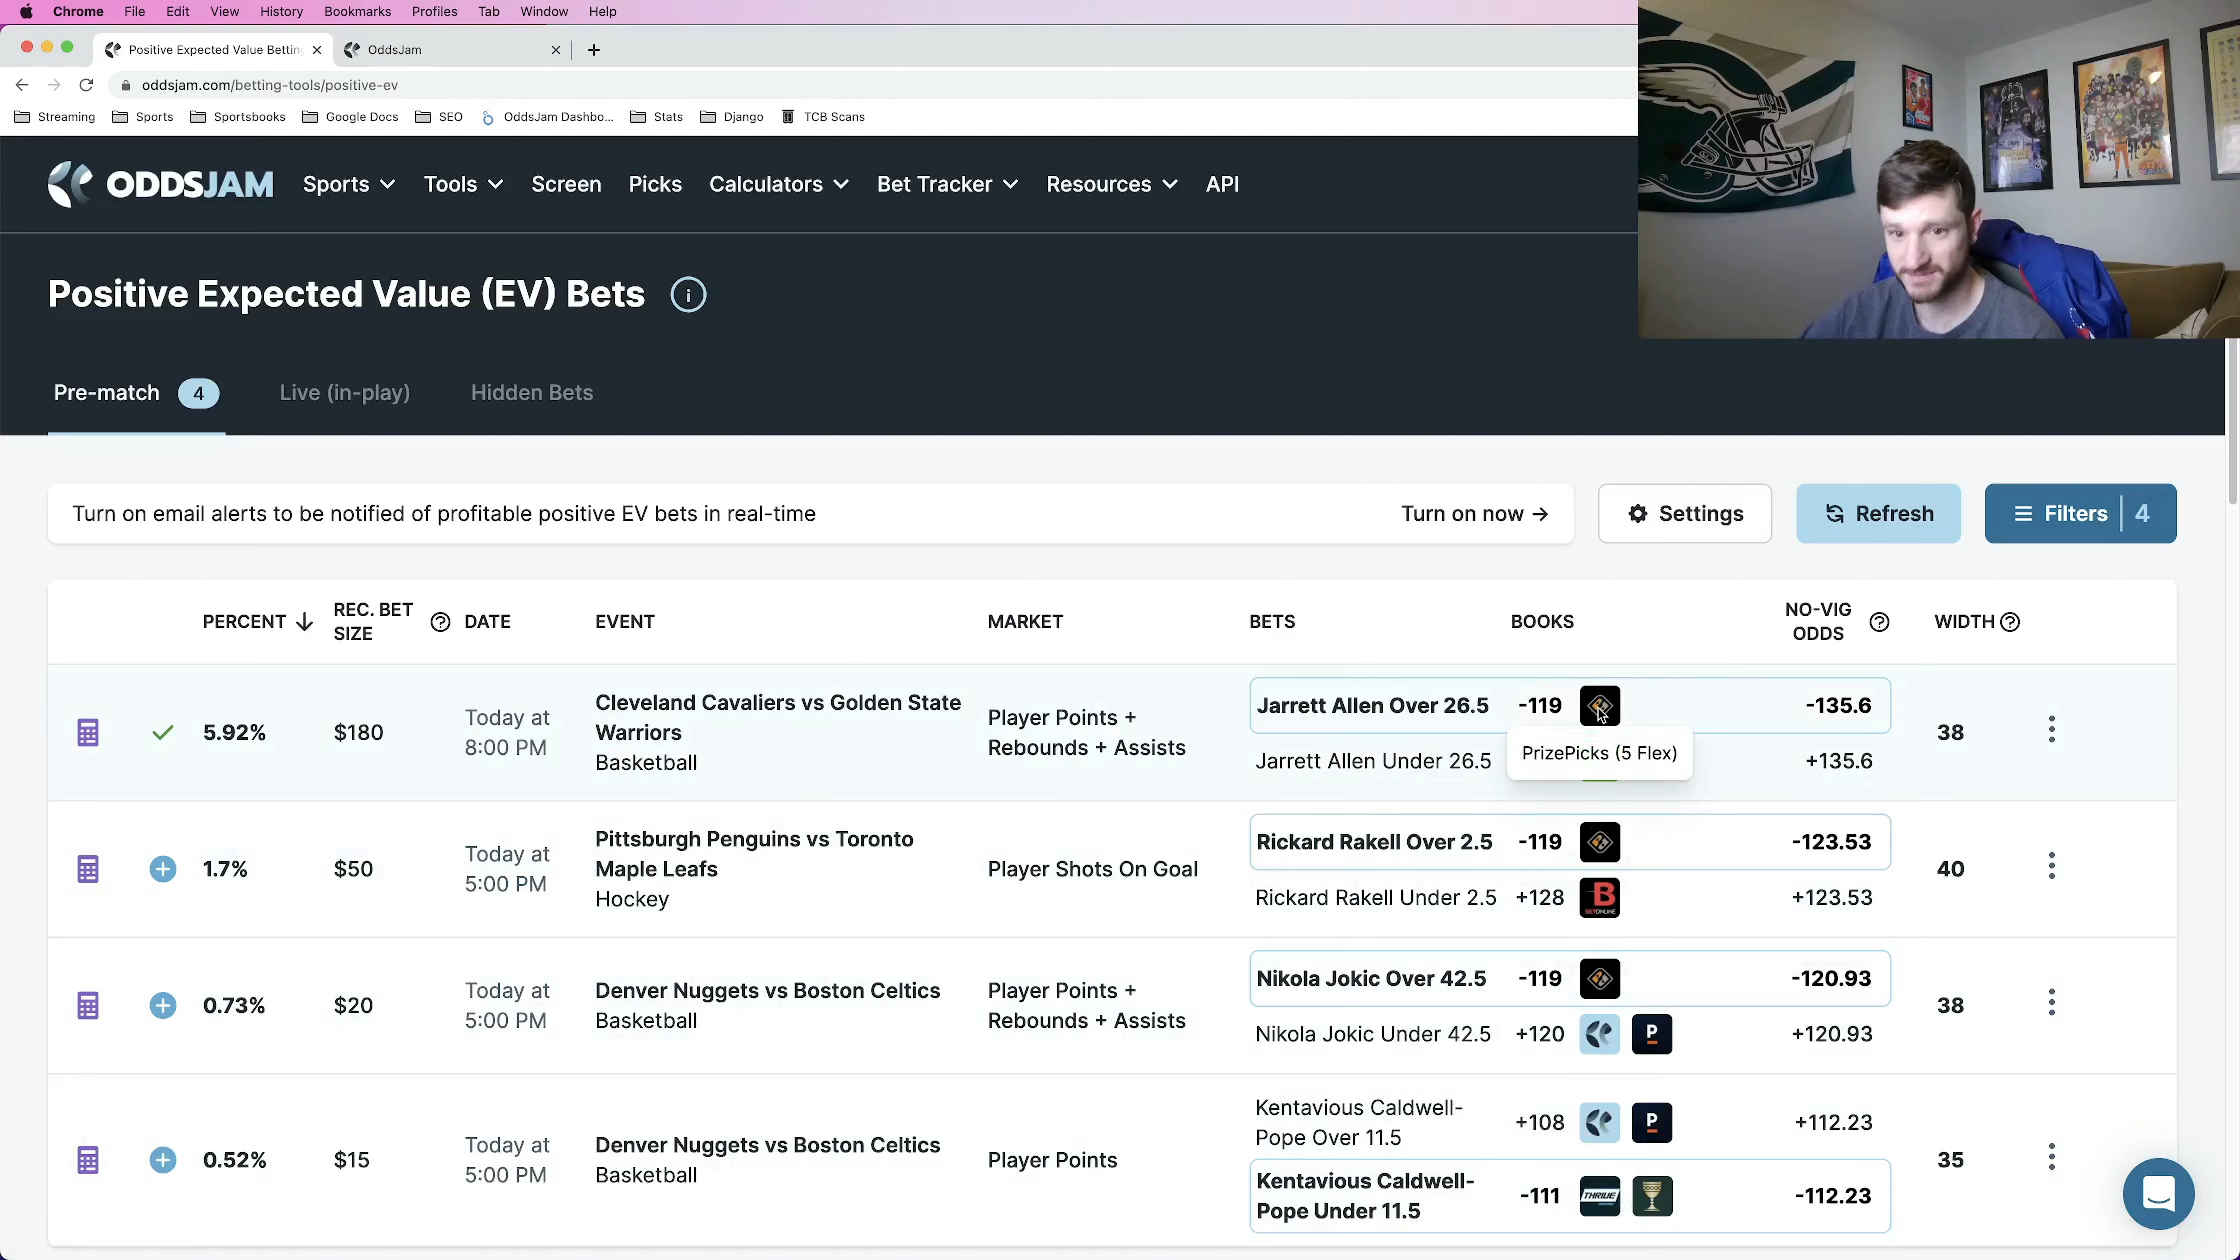 Chrome File Edit View History Bookmarks Profiles Tab Window Help
Positive Expected Value Bettin
OddsJam
oddsjam.com/betting-tools/positive-ev
Streaming Sports Sportsbooks Google Docs SEO OddsJam Dashbo... Stats Django TCB Scans
ODDSJAM Sports Tools Screen Picks Calculators Bet Tracker Resources API
Positive Expected Value (EV) Bets
Pre-match 4 Live (in-play) Hidden Bets
Turn on email alerts to be notified of profitable positive EV bets in real-time Turn on now → Settings Refresh Filters 4
PERCENT ↓ REC. BET SIZE DATE EVENT MARKET BETS BOOKS NO-VIG ODDS WIDTH
5.92% $180 Today at 8:00 PM
Cleveland Cavaliers vs Golden State Warriors
Basketball
Player Points + Rebounds + Assists
Jarrett Allen Over 26.5 -119 -135.6
PrizePicks (5 Flex)
Jarrett Allen Under 26.5 +135.6
38
1.7% $50 Today at 5:00 PM
Pittsburgh Penguins vs Toronto Maple Leafs
Hockey
Player Shots On Goal
Rickard Rakell Over 2.5 -119 -123.53
Rickard Rakell Under 2.5 +128 B BETONLINE +123.53
40
0.73% $20 Today at 5:00 PM
Denver Nuggets vs Boston Celtics
Basketball
Player Points + Rebounds + Assists
Nikola Jokic Over 42.5 -119 -120.93
Nikola Jokic Under 42.5 +120 P +120.93
38
0.52% $15 Today at 5:00 PM
Denver Nuggets vs Boston Celtics
Basketball
Player Points
Kentavious Caldwell-Pope Over 11.5 +108 P +112.23
Kentavious Caldwell-Pope Under 11.5 -111 THRIVE -112.23
35